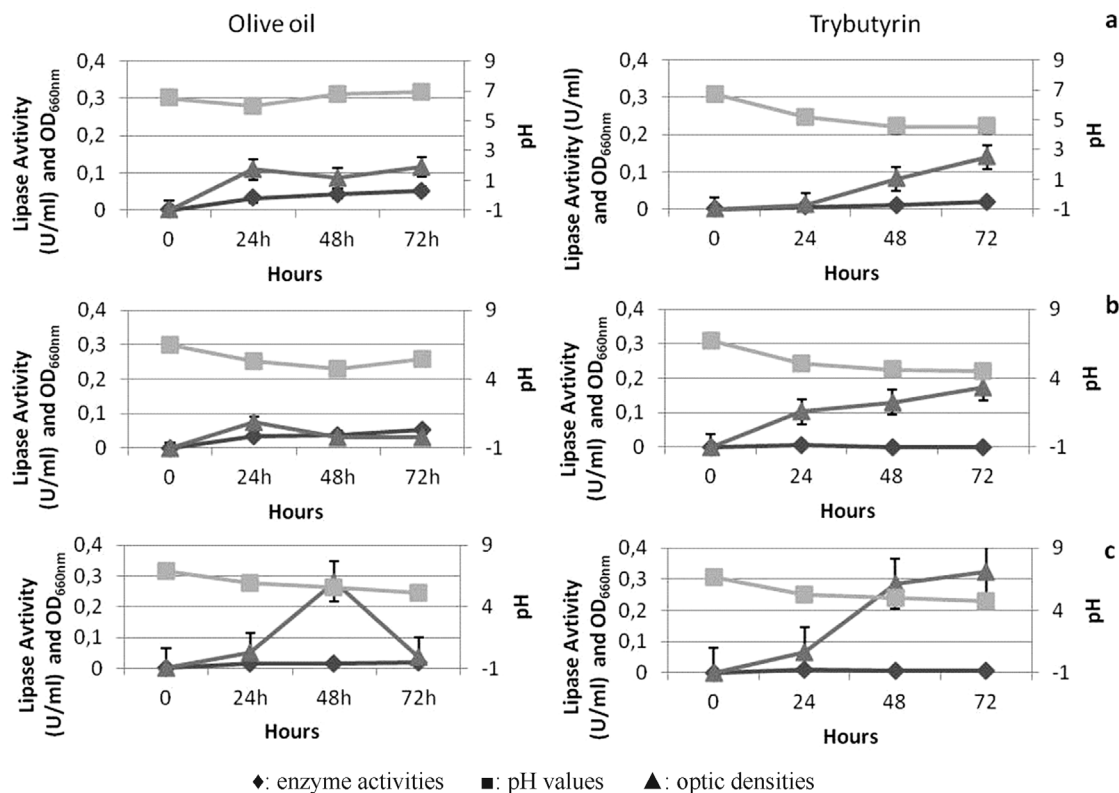 Olive oil
Trybutyrin
a
Lipase Avtivity
(U/ml) and OD660nm
0,4
0,3
0,2
0,1
0
9
7
5
3
1
-1
pH
0 24h 48h 72h
Hours
Lipase Avtivity (U/ml)
and OD660nm
0,4
0,3
0,2
0,1
0
9
7
5
3
1
-1
pH
0 24 48 72
Hours
b
Lipase Avtivity
(U/ml) and OD660nm
0,4
0,3
0,2
0,1
0
9
4
-1
pH
0 24h 48h 72h
Hours
Lipase Avtivity
(U/ml) and OD660nm
0,4
0,3
0,2
0,1
0
9
4
-1
pH
0 24 48 72
Hours
c
Lipase Avtivity
(U/ml) and OD660nm
0,4
0,3
0,2
0,1
0
9
4
-1
pH
0 24h 48h 72h
Hours
Lipase Avtivity
(U/ml) and OD660nm
0,4
0,3
0,2
0,1
0
9
4
-1
pH
0 24 48 72
Hours
◆: enzyme activities ■: pH values ▲: optic densities